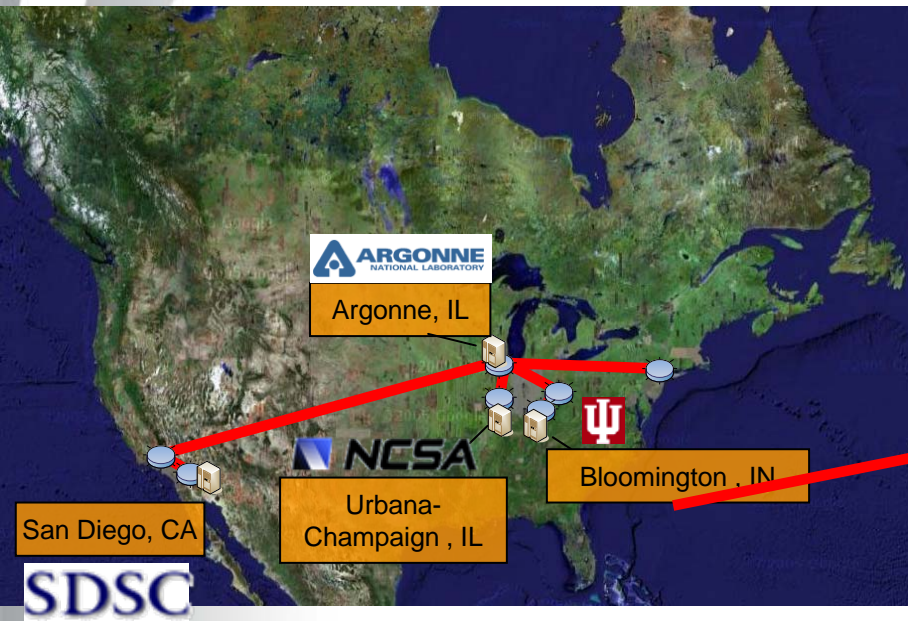 ARGONNE
NATIONAL LABORATORY
Argonne, IL
NCSA
Bloomington , IN
Urbana-
Champaign , IL
San Diego, CA
SDSC